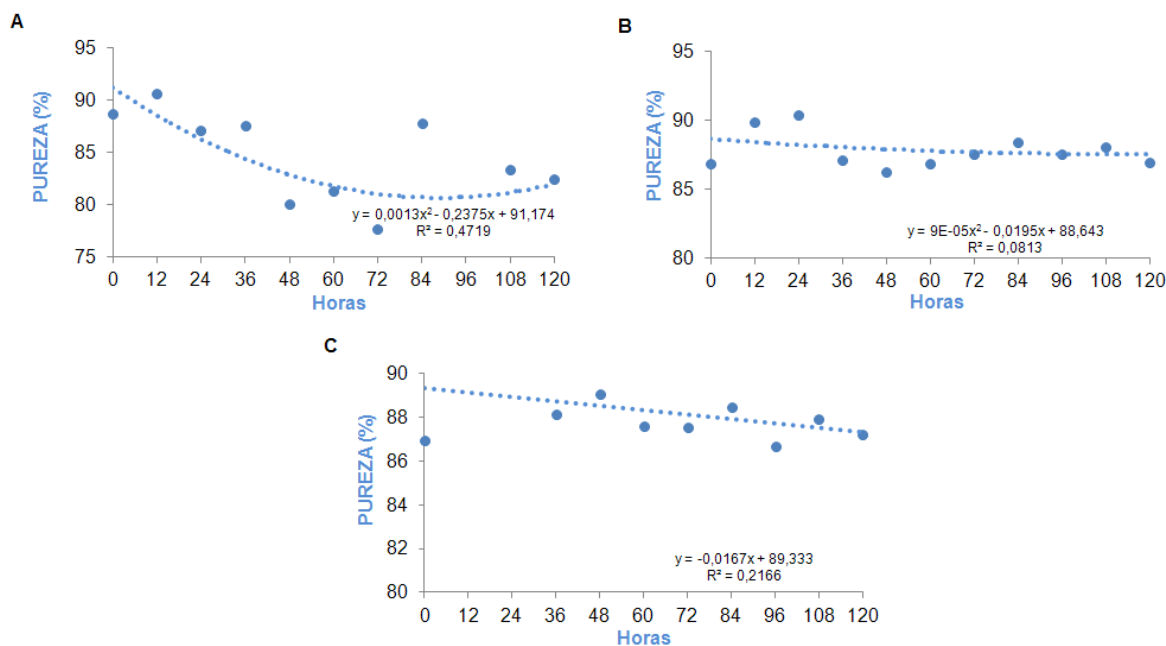 A
PUREZA (%)
95
90
85
80
75
0 12 24 36 48 60 72 84 96 108 120
Horas
y = 0,0013x² - 0,2375x + 91,174
R² = 0,4719
B
PUREZA (%)
95
90
85
80
0 12 24 36 48 60 72 84 96 108 120
Horas
y = 9E-05x² - 0,0195x + 88,643
R² = 0,0813
C
PUREZA (%)
90
88
86
84
82
80
0 12 24 36 48 60 72 84 96 108 120
Horas
y = -0,0167x + 89,333
R² = 0,2166